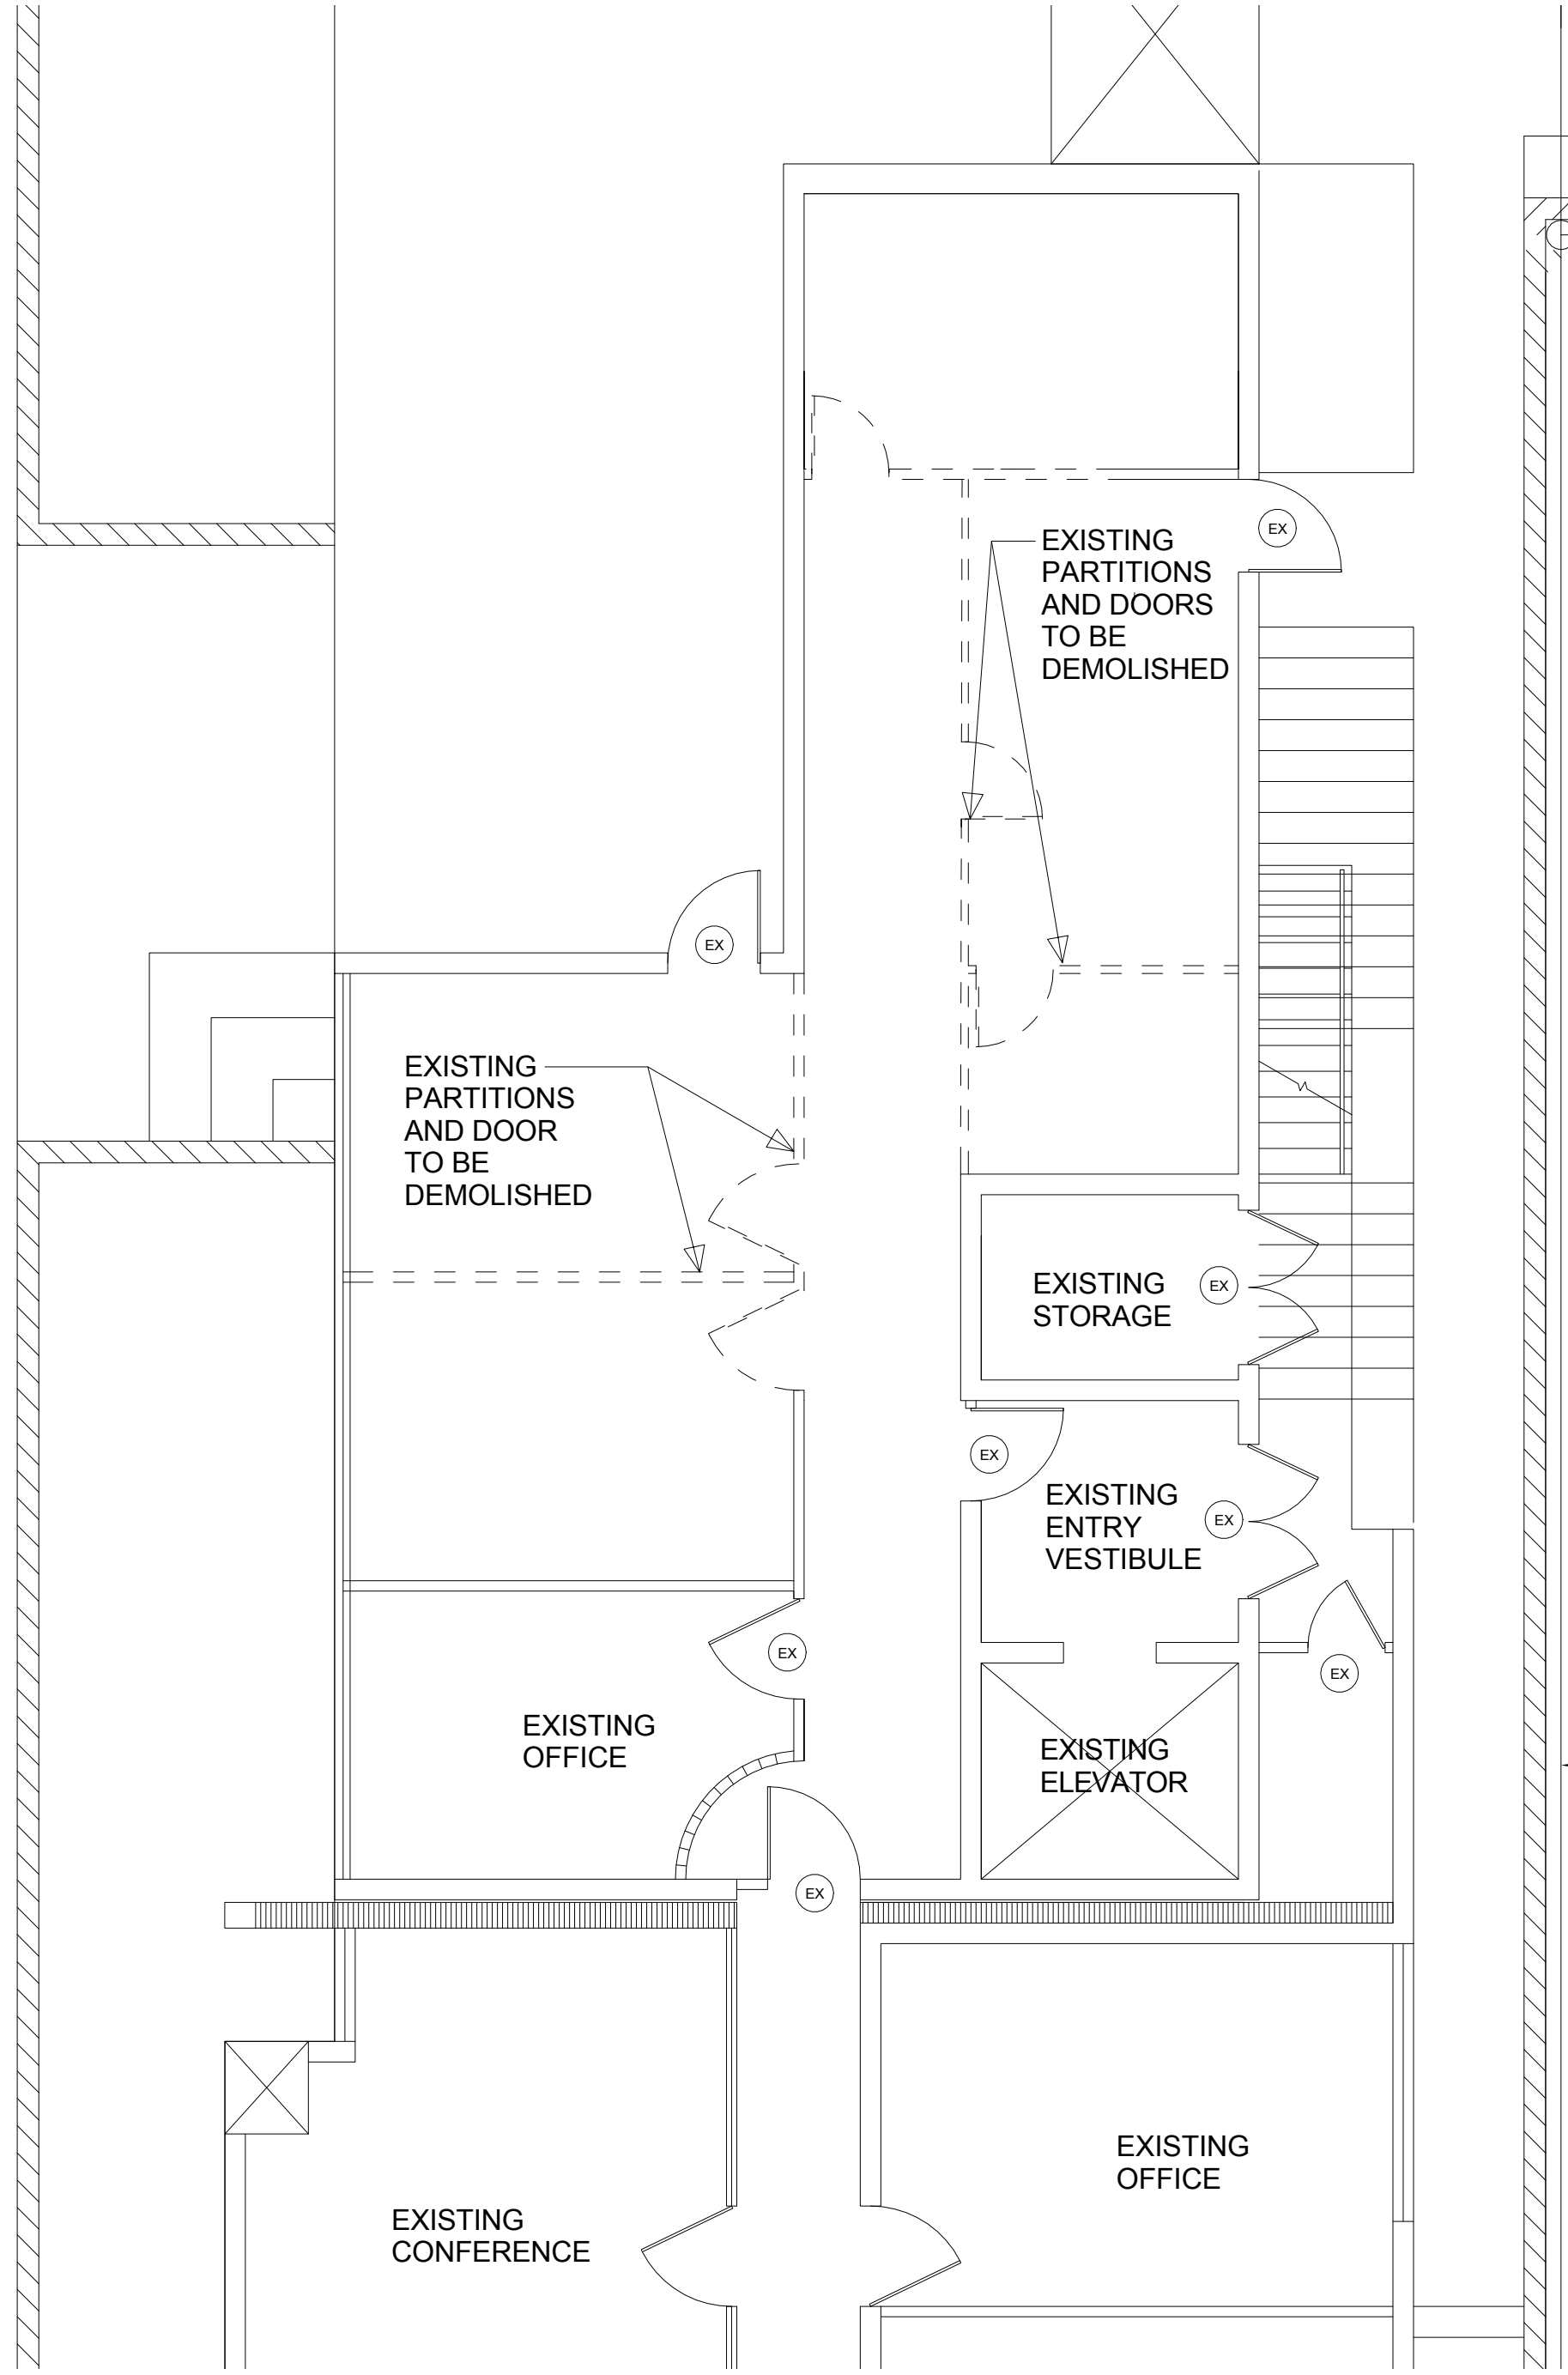 EXISTING
PARTITIONS
AND DOORS
TO BE
DEMOLISHED
EX
EX
EXISTING
PARTITIONS
AND DOOR
TO BE
DEMOLISHED
EXISTING
STORAGE
EX
EX
EXISTING
ENTRY
VESTIBULE
EX
EX
EX
EXISTING
OFFICE
EXISTING
ELEVATOR
EX
EXISTING
OFFICE
EXISTING
CONFERENCE